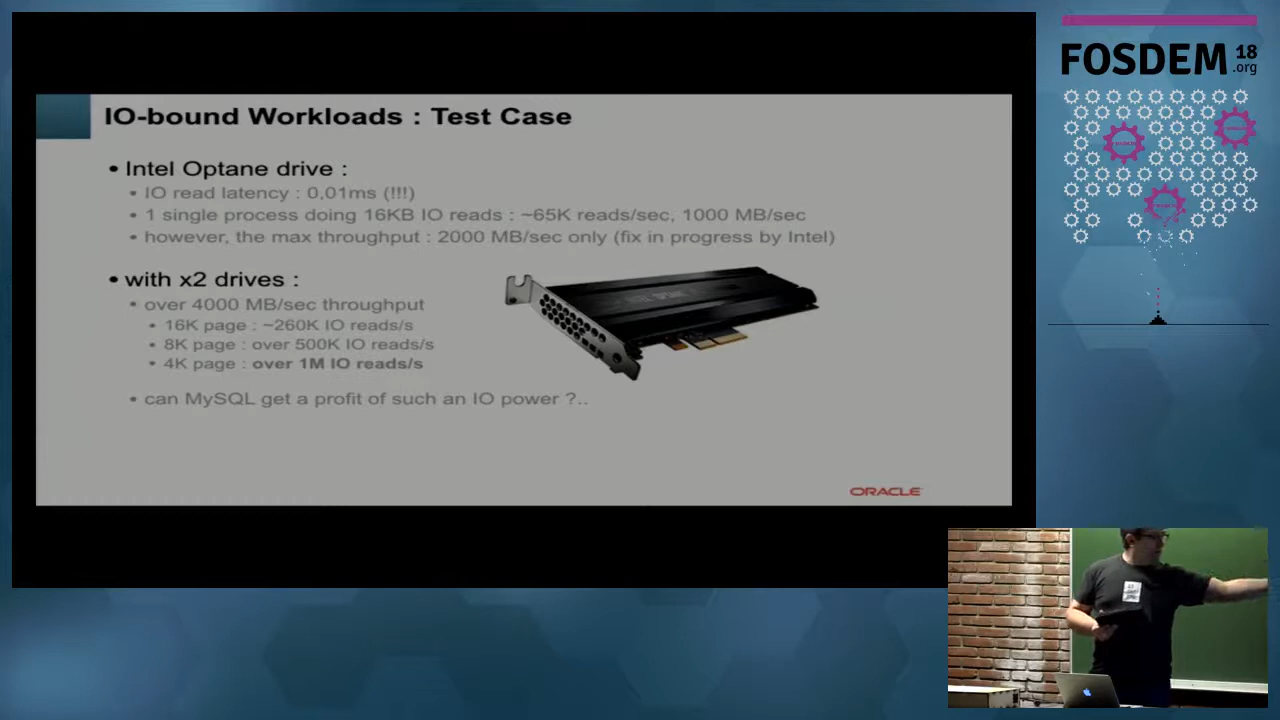 IO-bound Workloads : Test Case
• Intel Optane drive :
• IO read latency : 0,01ms (!!!)
• 1 single process doing 16KB IO reads : ~65K reads/sec, 1000 MB/sec
• however, the max throughput : 2000 MB/sec only (fix in progress by Intel)
• with x2 drives :
• over 4000 MB/sec throughput
• 16K page : ~260K IO reads/s
• 8K page : over 500K IO reads/s
• 4K page : over 1M IO reads/s
• can MySQL get a profit of such an IO power ?..
ORACLE
FOSDEM 18
.org